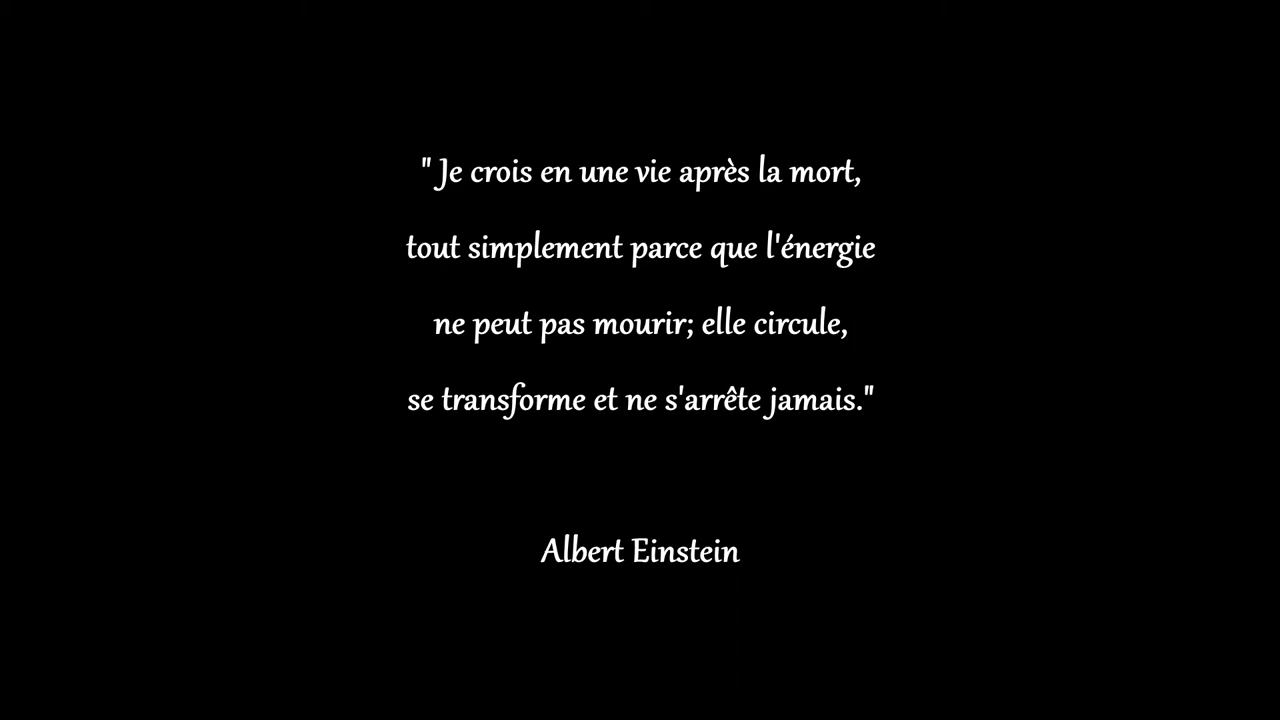 " Je crois en une vie après la mort,
tout simplement parce que l'énergie
ne peut pas mourir; elle circule,
se transforme et ne s'arrête jamais."
Albert Einstein